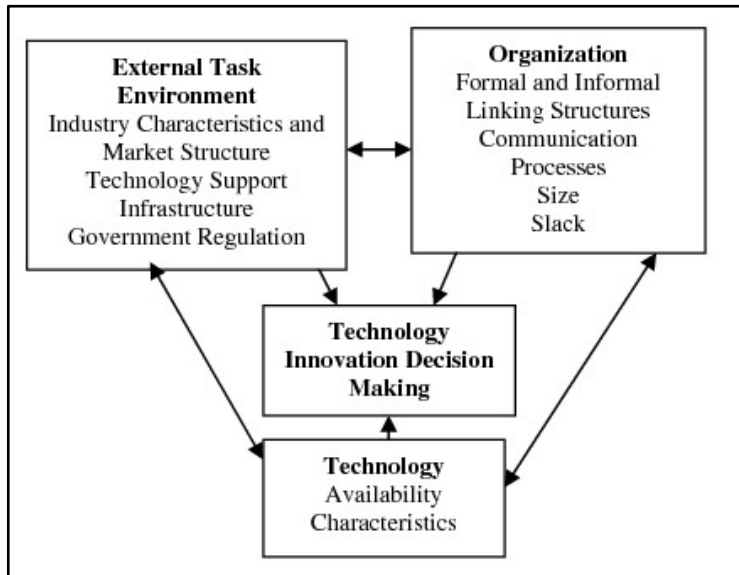 External Task
Environment
Industry Characteristics and
Market Structure
Technology Support
Infrastructure
Government Regulation
Organization
Formal and Informal
Linking Structures
Communication
Processes
Size
Slack
Technology
Innovation Decision
Making
Technology
Availability
Characteristics